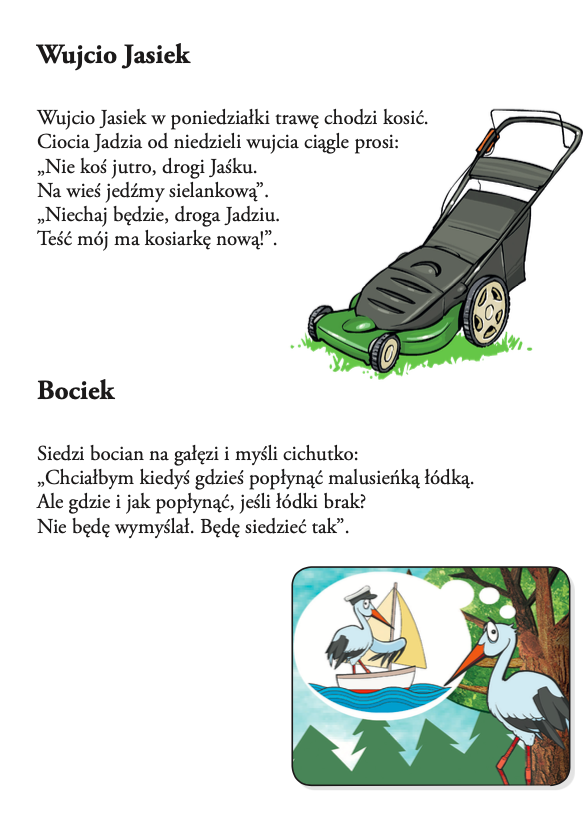 Wujcio Jasiek
Wujcio Jasiek w poniedziałki trawę chodzi kosić.
Ciocia Jadzia od niedzieli wujcia ciągle prosi:
„Nie koś jutro, drogi Jaśku.
Na wieś jedźmy sielankową”.
„Niechaj będzie, droga Jadziu.
Teść mój ma kosiarkę nową!”.
Bociek
Siedzi bocian na gałęzi i myśli cichutko:
„Chciałbym kiedyś gdzieś popłynąć malusieńką łódką.
Ale gdzie i jak popłynąć, jeśli łódki brak?
Nie będę wymyślał. Będę siedzieć tak”.